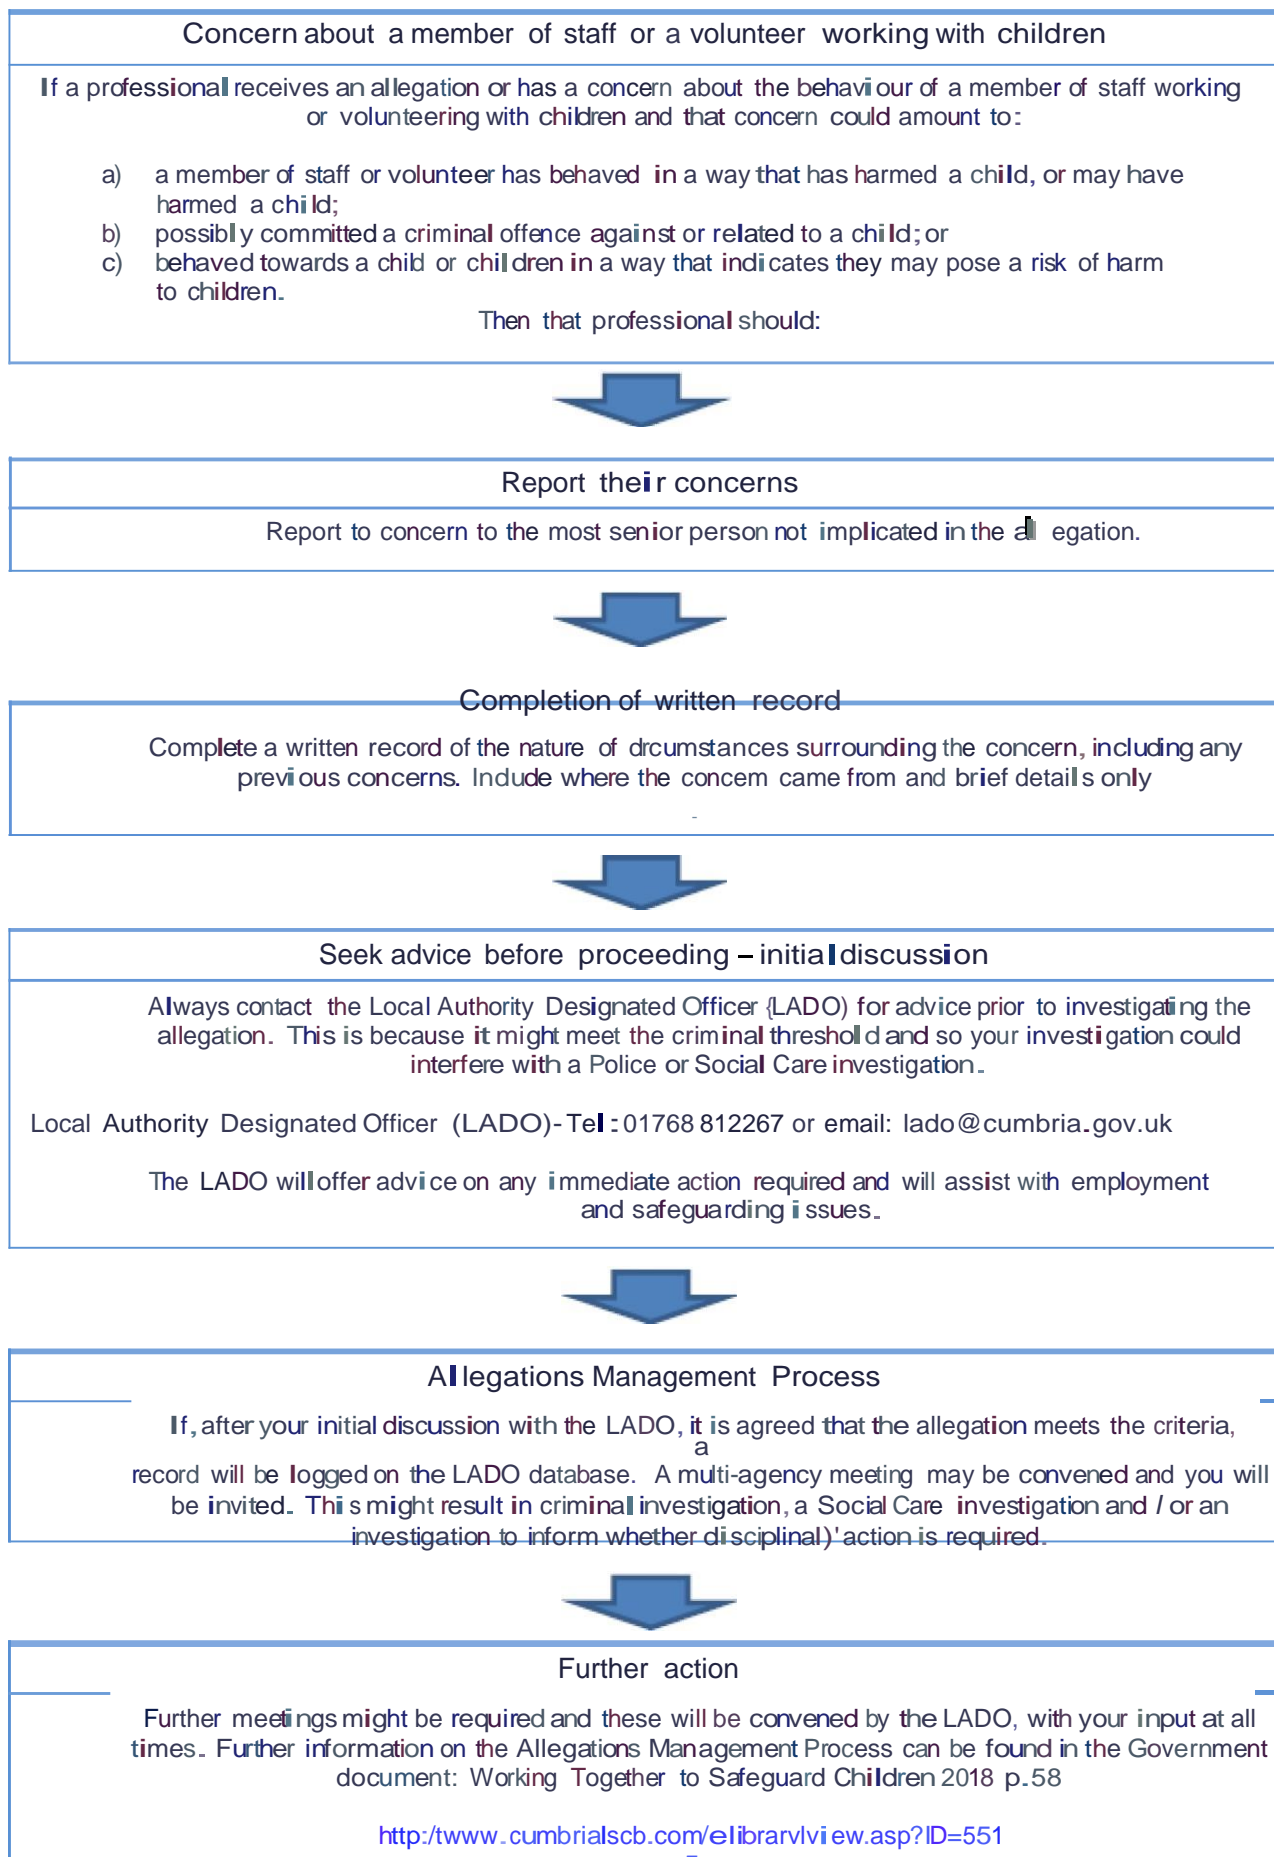 Concern about a member of staff or a volunteer working with children
If a professional receives an allegation or has a concern about the behaviour of a member of staff working
or volunteering with children and that concern could amount to:
a) a member of staff or volunteer has behaved in a way that has harmed a child, or may have
harmed a child;
b) possibly committed a criminal offence against or related to a child; or
c) behaved towards a child or children in a way that indicates they may pose a risk of harm
to children.
Then that professional should:
Report their concerns
Report to concern to the most senior person not implicated in the all egation.
Completion of written record
Complete a written record of the nature of drcumstances surrounding the concern, including any
previous concerns. Indude where the concem came from and brief details only
Seek advice before proceeding – initial discussion
Always contact the Local Authority Designated Officer {LADO) for advice prior to investigating the
allegation. This is because it might meet the criminal threshold and so your investigation could
interfere with a Police or Social Care investigation.
Local Authority Designated Officer (LADO)- Tel: 01768 812267 or email: lado@cumbria.gov.uk
The LADO will offer advice on any immediate action required and will assist with employment
and safeguarding issues.
Allegations Management Process
If, after your initial discussion with the LADO, it is agreed that the allegation meets the criteria,
a
record will be logged on the LADO database. A multi-agency meeting may be convened and you will
be invited. This might result in criminal investigation, a Social Care investigation and / or an
investigation to inform whether disciplinal)' action is required.
Further action
Further meetings might be required and these will be convened by the LADO, with your input at all
times. Further information on the Allegations Management Process can be found in the Government
document: Working Together to Safeguard Children 2018 p.58
http:/twww.cumbrialscb.com/elibrarvlview.asp?ID=551